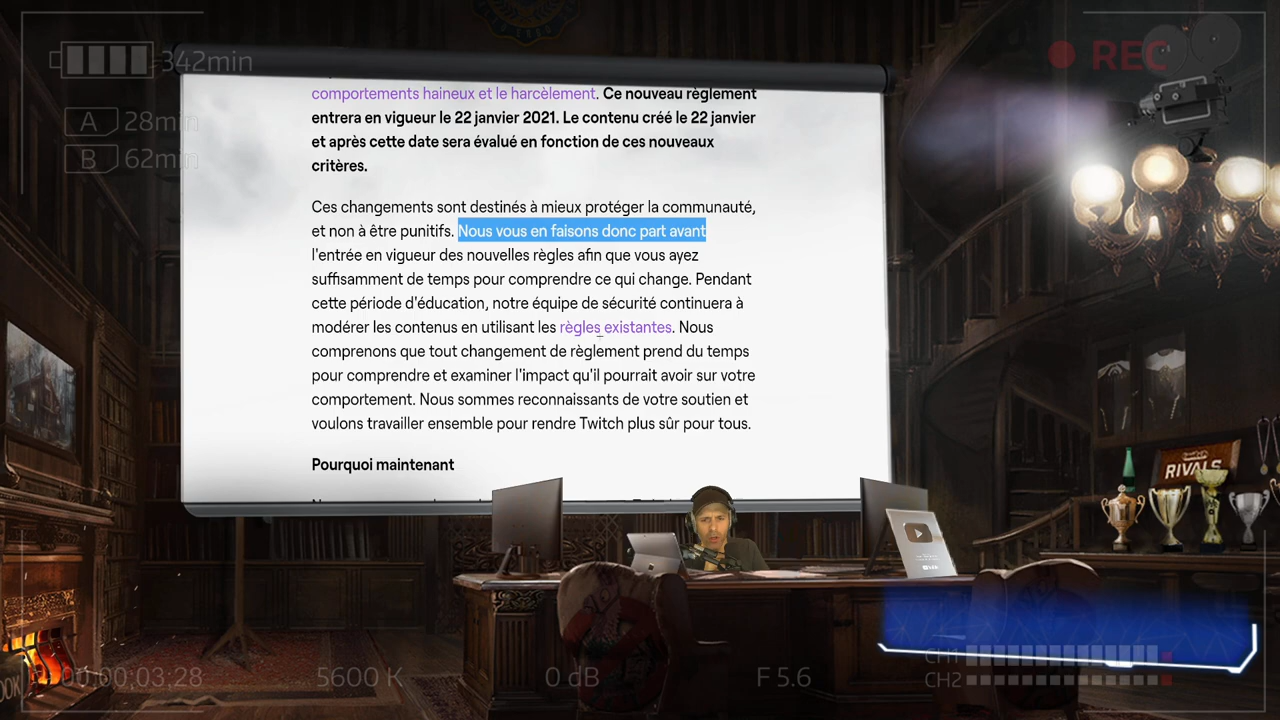 342min
REC
A 28min
B 62min
comportements haineux et le harcèlement. Ce nouveau règlement
entrera en vigueur le 22 janvier 2021. Le contenu créé le 22 janvier
et après cette date sera évalué en fonction de ces nouveaux
critères.
Ces changements sont destinés à mieux protéger la communauté,
et non à être punitifs. Nous vous en faisons donc part avant
l'entrée en vigueur des nouvelles règles afin que vous ayez
suffisamment de temps pour comprendre ce qui change. Pendant
cette période d'éducation, notre équipe de sécurité continuera à
modérer les contenus en utilisant les règles existantes. Nous
comprenons que tout changement de règlement prend du temps
pour comprendre et examiner l'impact qu'il pourrait avoir sur votre
comportement. Nous sommes reconnaissants de votre soutien et
voulons travailler ensemble pour rendre Twitch plus sûr pour tous.
Pourquoi maintenant
RIVALS
00:00:03:28
5600 K
0 dB
F 5.6
CH1
CH2